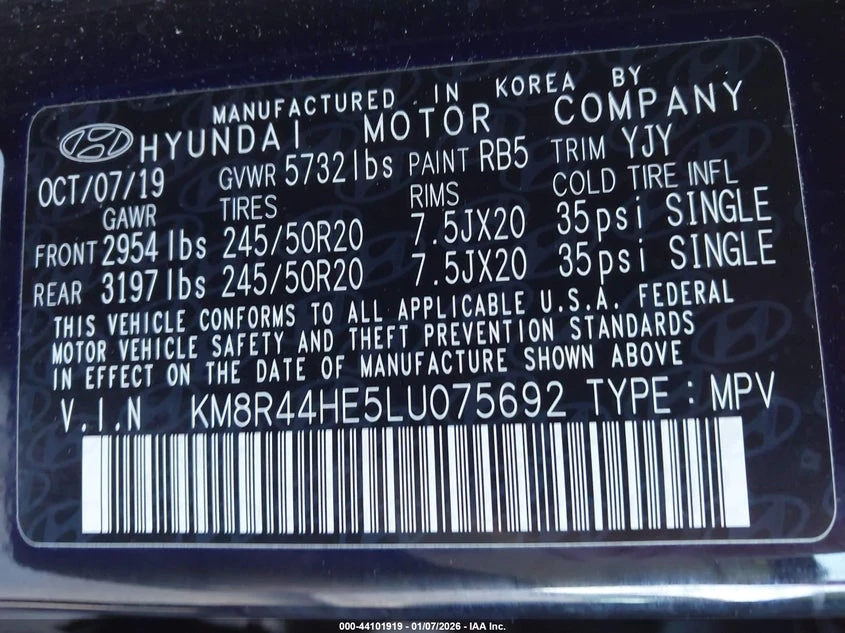 MANUFACTURED IN KOREA BY
HYUNDAI MOTOR COMPANY
OCT/07/19 GVWR 5732lbs PAINT RB5 TRIM YJY
GAWR TIRES RIMS COLD TIRE INFL
FRONT 2954lbs 245/50R20 7.5JX20 35psi SINGLE
REAR 3197lbs 245/50R20 7.5JX20 35psi SINGLE
THIS VEHICLE CONFORMS TO ALL APPLICABLE U.S.A. FEDERAL
MOTOR VEHICLE SAFETY AND THEFT PREVENTION STANDARDS
IN EFFECT ON THE DATE OF MANUFACTURE SHOWN ABOVE
V.I.N KM8R44HE5LU075692 TYPE : MPV
000-44101919 - 01/07/2026 - IAA Inc.